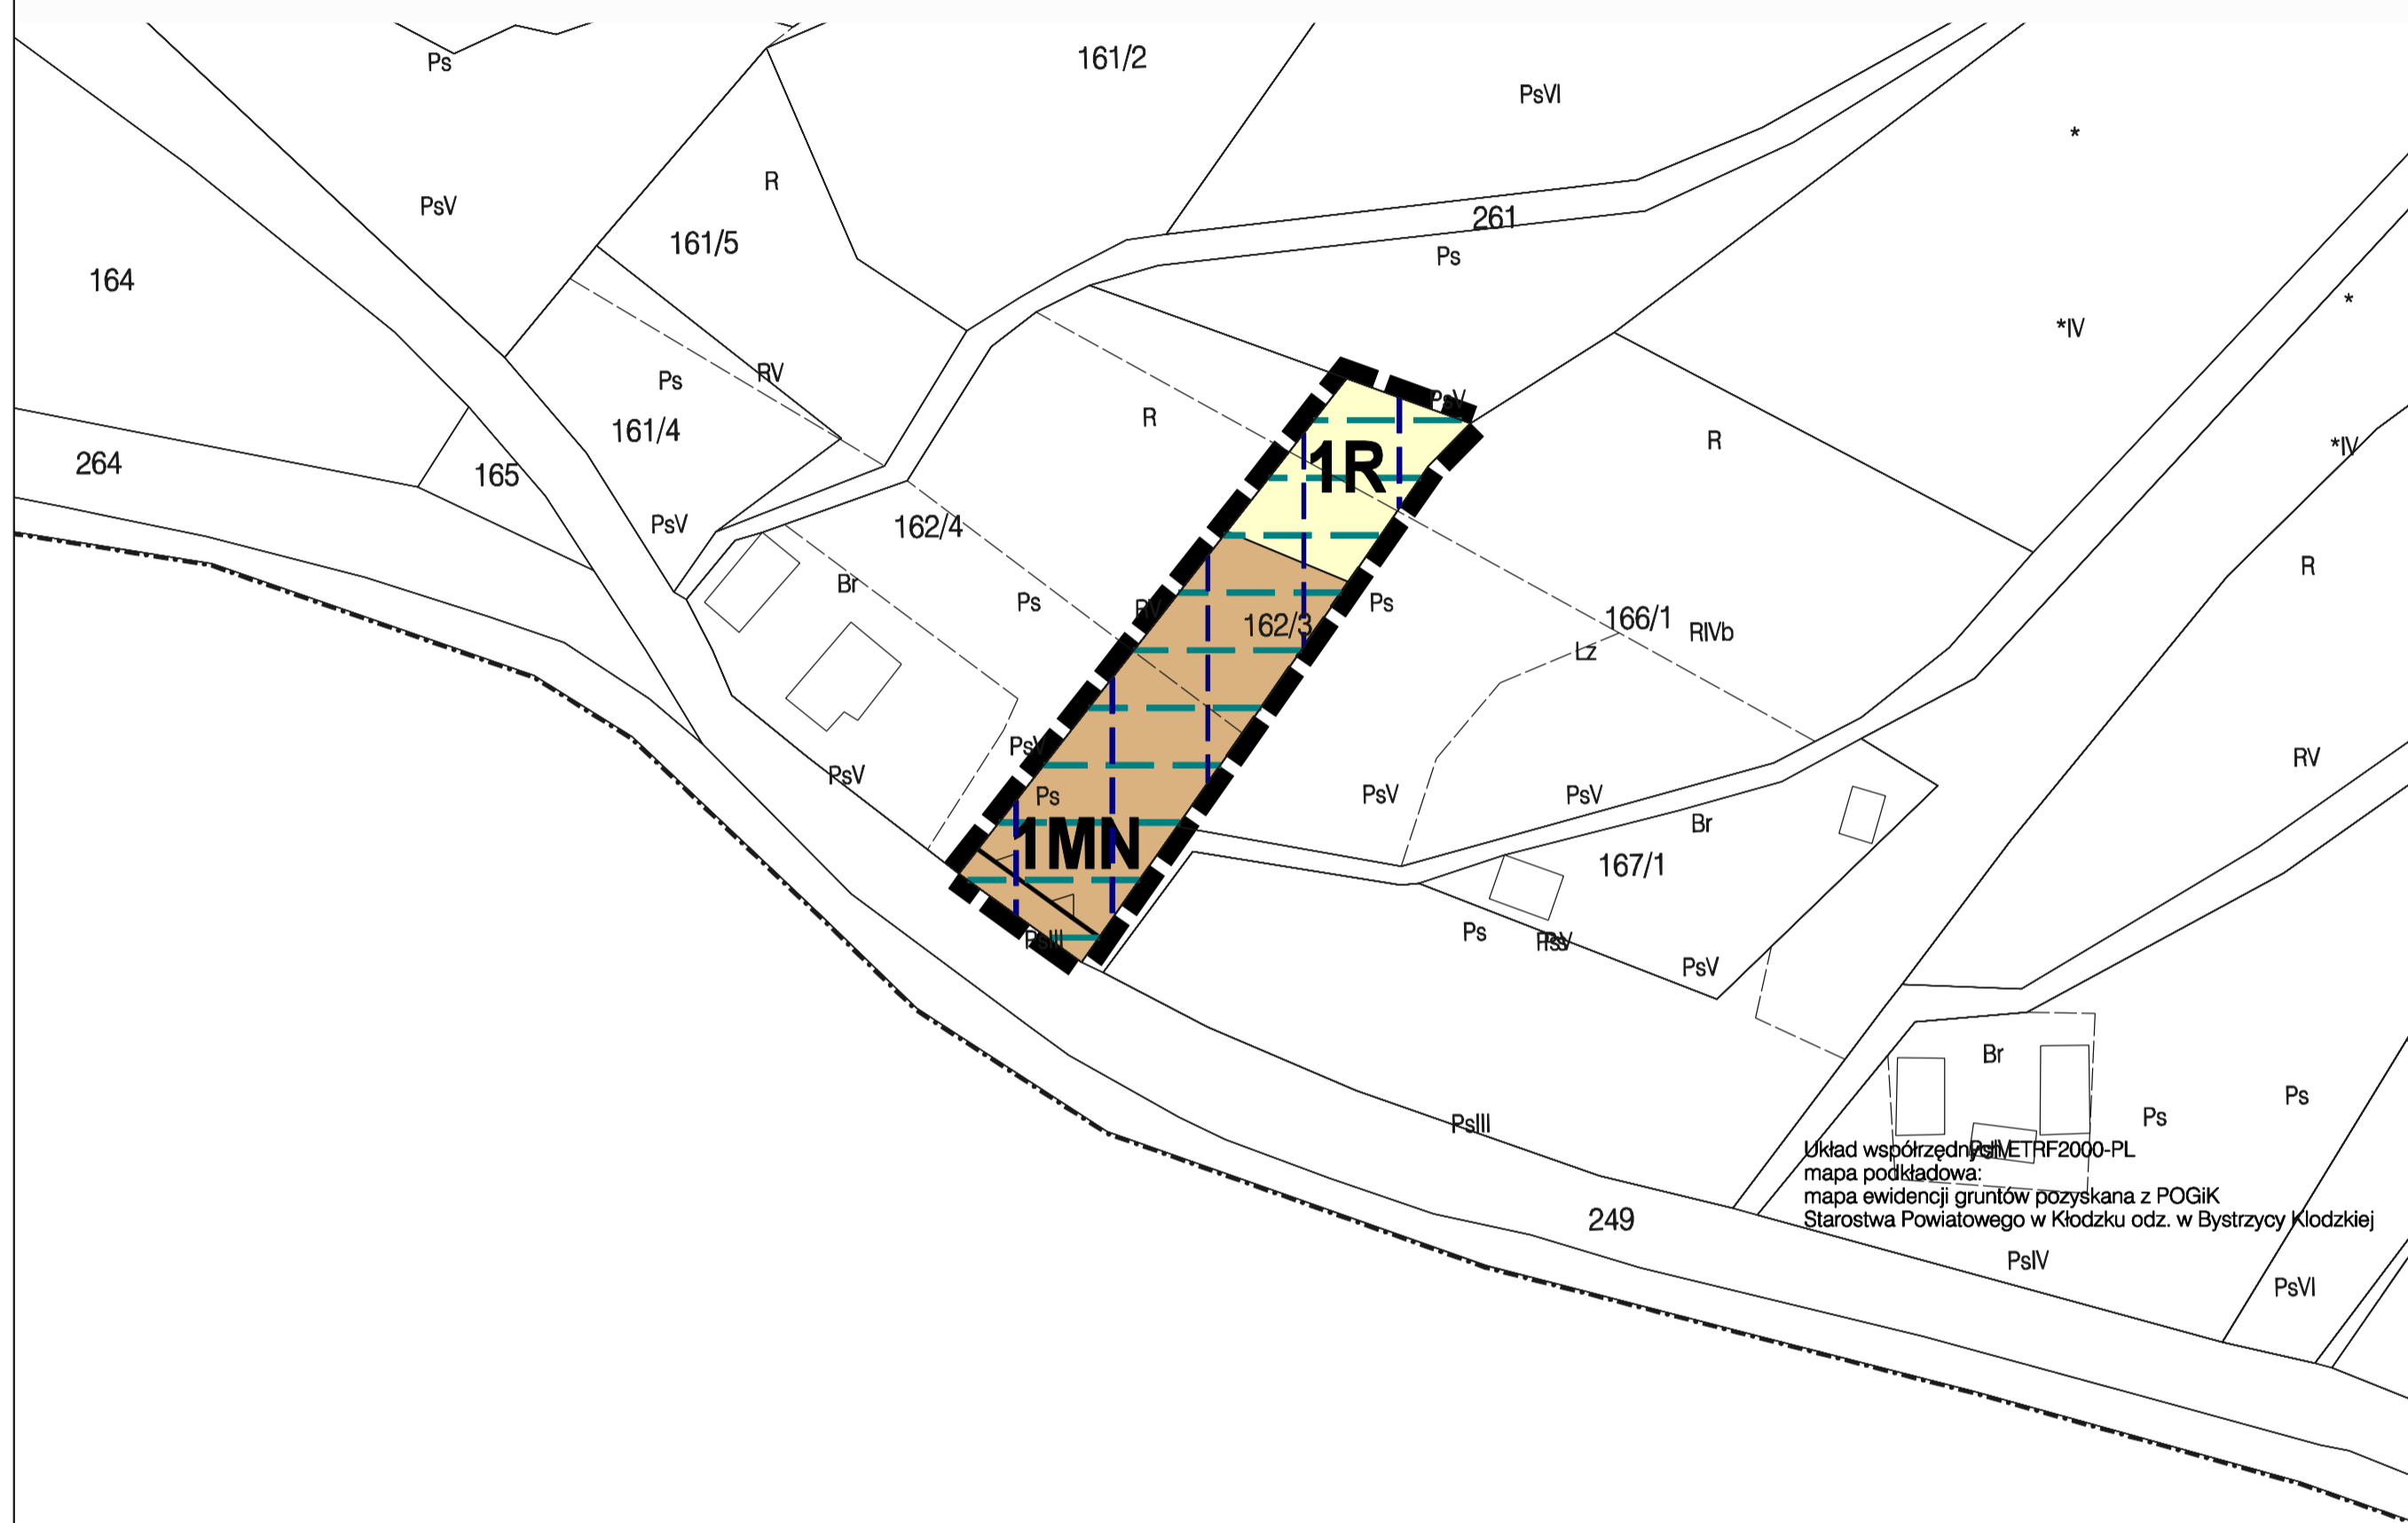 161/2
Ps
PsVI
*
R
PsV
261
161/5
Ps
164
*
*IV
RV
Ps
PsV
R
161/4
R
*IV
264
1R
165
PsV
162/4
R
Br
Ps
RV
Ps
162/3
166/1
RIVb
Lz
PsV
PsV
RV
Ps
PsV
PsV
Br
1MN
167/1
Ps
PsIII
PsV
Br
Ps
Ps
PsIII
Układ współrzędnych ETRF2000-PL
mapa podkładowa:
mapa ewidencji gruntów pozyskana z POGiK
Starostwa Powiatowego w Kłodzku odz. w Bystrzycy Klodzkiej
249
PsIV
PsVI